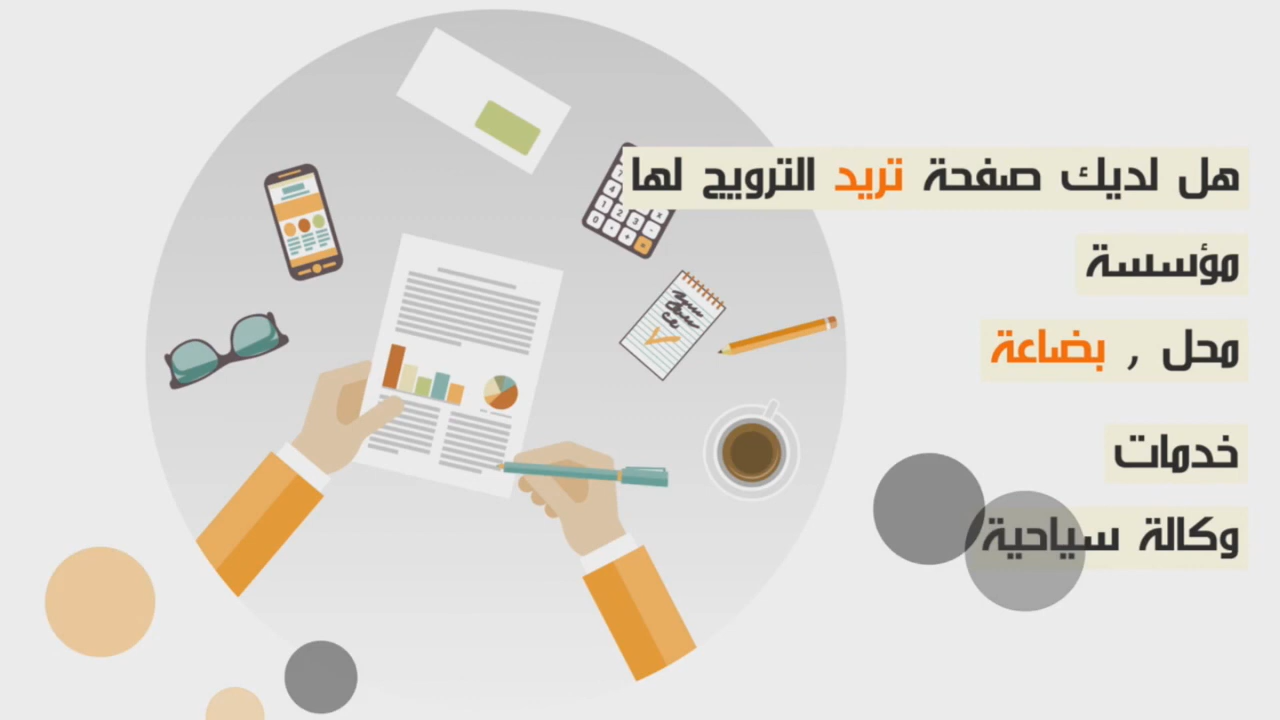 هل لديك صفحة تريد الترويج لها
مؤسسة
محل , بضاعة
خدمات
وكالة سياحية